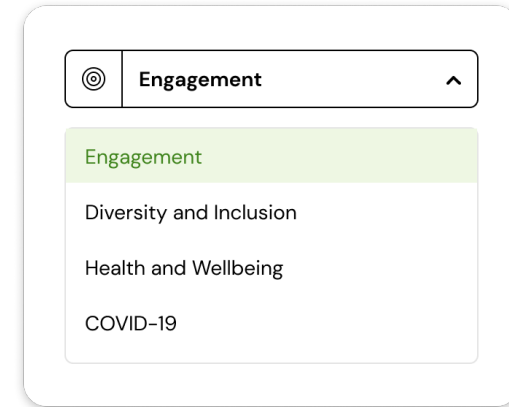 Engagement
Engagement
Diversity and Inclusion
Health and Wellbeing
COVID-19